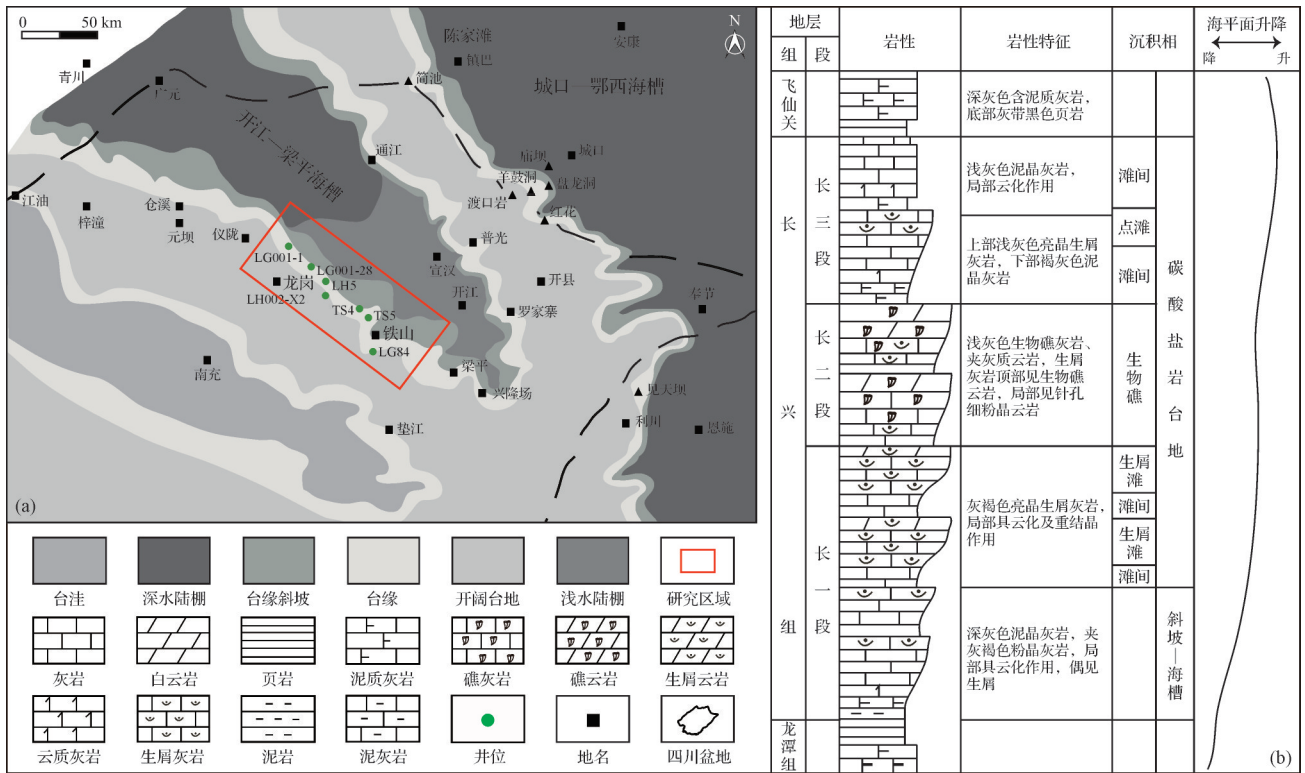 0 50 km
N
陈家滩
安康
镇巴
青川
广元
简池
城口—鄂西海槽
开江—梁平海槽
通江
庙坝
城口
羊鼓洞
盘龙洞
江油
仓溪
渡口岩
梓潼
红花
元坝
仪陇
普光
LG001-1
宣汉
LG001-28
龙岗
LH5
开县
开江
奉节
LH002-X2
TS4
TS5
罗家寨
铁山
LG84
南充
梁平
兴隆场
见天坝
垫江
利川
恩施
(a)
台洼
深水陆棚
台缘斜坡
台缘
开阔台地
浅水陆棚
研究区域
灰岩
白云岩
页岩
泥质灰岩
礁灰岩
礁云岩
生屑云岩
云质灰岩
生屑灰岩
泥岩
泥灰岩
井位
地名
四川盆地
地层
岩性
岩性特征
沉积相
海平面升降
组
段
降
升
飞仙关
深灰色含泥质灰岩，
底部灰带黑色页岩
长兴组
长三段
浅灰色泥晶灰岩，
局部云化作用
滩间
点滩
上部浅灰色亮晶生屑
灰岩，下部褐灰色泥
晶灰岩
滩间
长二段
浅灰色生物礁灰岩、
夹灰质云岩，生屑
灰岩顶部见生物礁
云岩，局部见针孔
细粉晶云岩
生物礁
碳酸盐岩台地
长一段
灰褐色亮晶生屑灰岩，
局部具云化及重结晶
作用
生屑滩
滩间
生屑滩
滩间
深灰色泥晶灰岩，夹
灰褐色粉晶灰岩，局
部具云化作用，偶见
生屑
斜坡—海槽
龙潭组
(b)